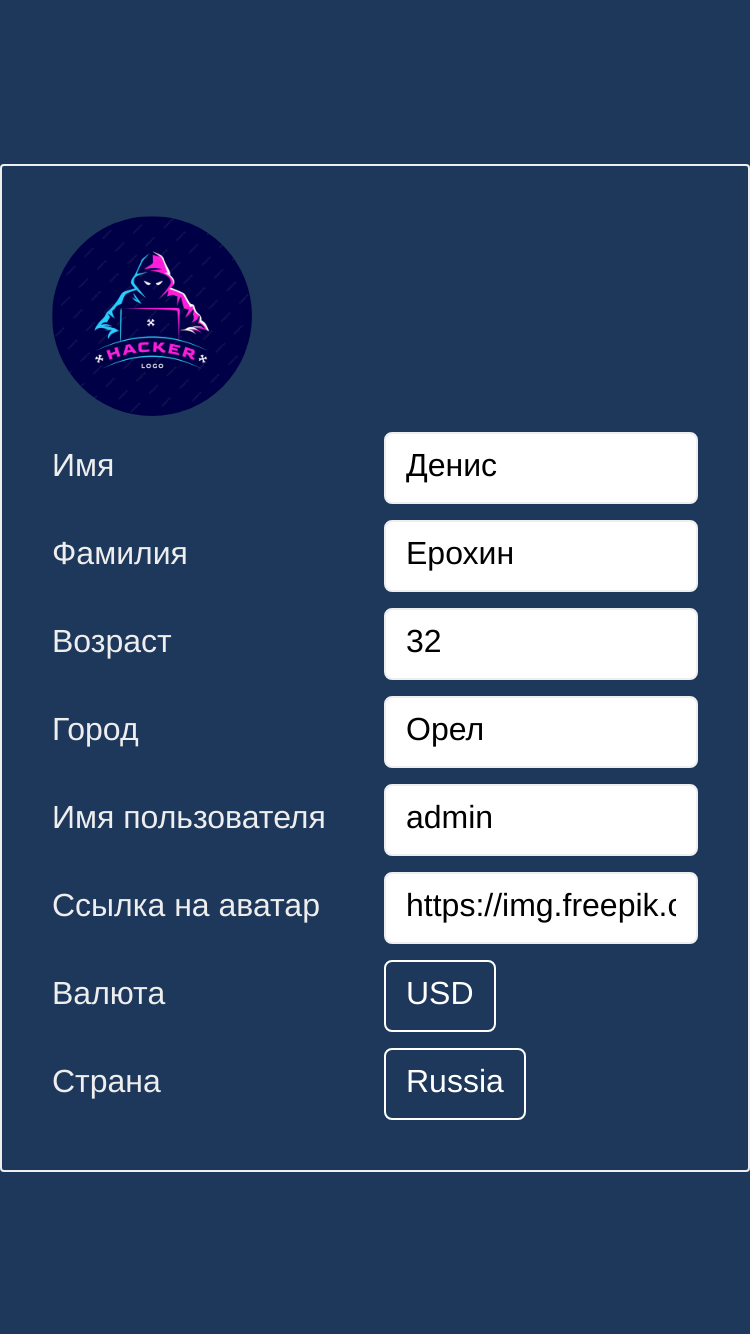 HACKER
LOGO
Имя
Денис
Фамилия
Ерохин
Возраст
32
Город
Орел
Имя пользователя
admin
Ссылка на аватар
https://img.freepik.c
Валюта
USD
Страна
Russia